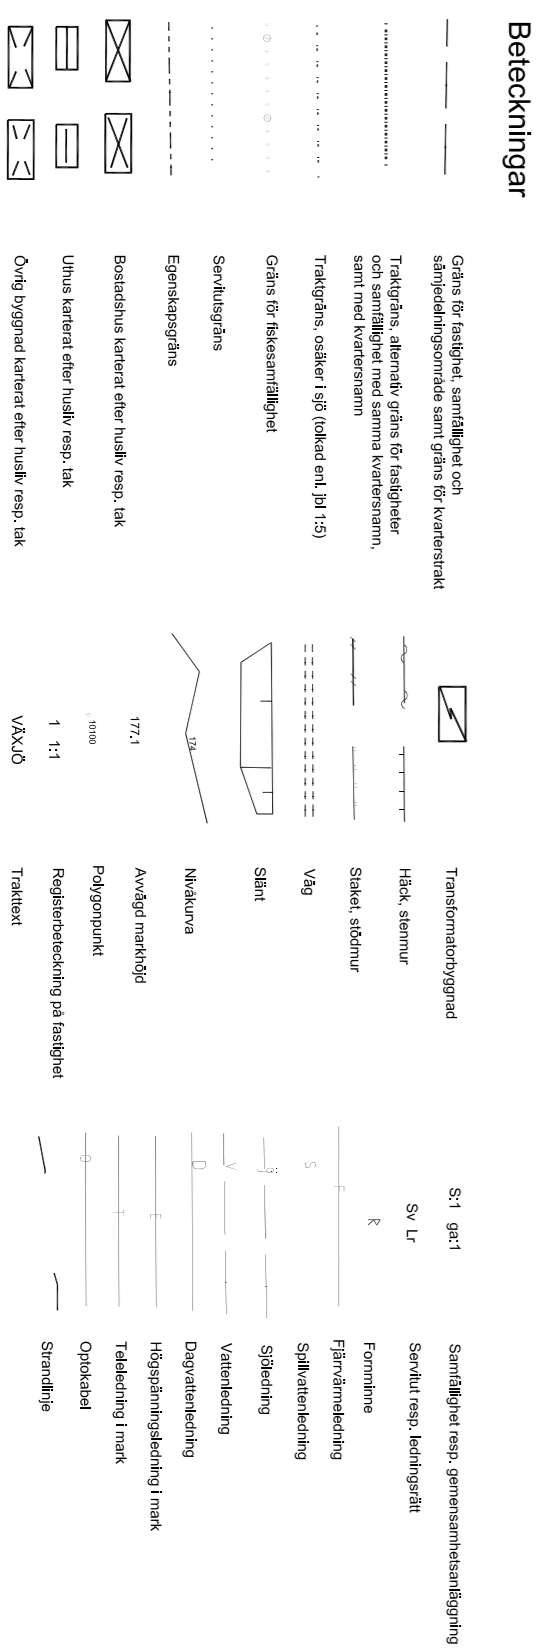 Beteckningar
Gräns för fastighet, samfällighet och
sämjedelningsområde samt gräns för kvarterstrakt
Traktgräns, alternativ gräns för fastigheter
och samfällighet med samma kvartersnamn,
samt med kvartersnamn
Traktgräns, osäker i sjö (tolkad enl. jbl 1:5)
Gräns för fiskesamfällighet
Servitutsgräns
Egenskapsgräns
Bostadshus karterat efter husliv resp. tak
Uthus karterat efter husliv resp. tak
Övrig byggnad karterat efter husliv resp. tak
Transformatorbyggnad
Häck, stenmur
Staket, stödmur
Väg
Slänt
174
Nivåkurva
177.1
Avvägd markhöjd
10100
Polygonpunkt
1 1:1
Registerbeteckning på fastighet
VÄXJÖ
Trakttext
S:1 ga:1
Samfällighet resp. gemensamhetsanläggning
Sv Lr
Servitut resp. ledningsrätt
R
Fornminne
F
Fjärrvärmeledning
S
Spillvattenledning
Sjöledning
V
Vattenledning
D
Dagvattenledning
E
Högspänningsledning i mark
T
Teleledning i mark
O
Optokabel
Strandlinje